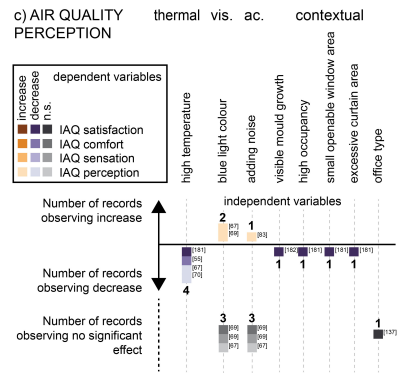 c) AIR QUALITY
PERCEPTION
thermal vis. ac. contextual
dependent variables
increase
decrease
n.s.
IAQ satisfaction
IAQ comfort
IAQ sensation
IAQ perception
high temperature
blue light colour
adding noise
visible mould growth
high occupancy
small openable window area
excessive curtain area
office type
Number of records
observing increase
independent variables
2
[67]
[69]
1
[83]
Number of records
observing decrease
[181]
[55]
[67]
[70]
4
[182]
1
[181]
1
[181]
1
[181]
1
Number of records
observing no significant
effect
3
[69]
[69]
[67]
3
[69]
[69]
[67]
1
[137]